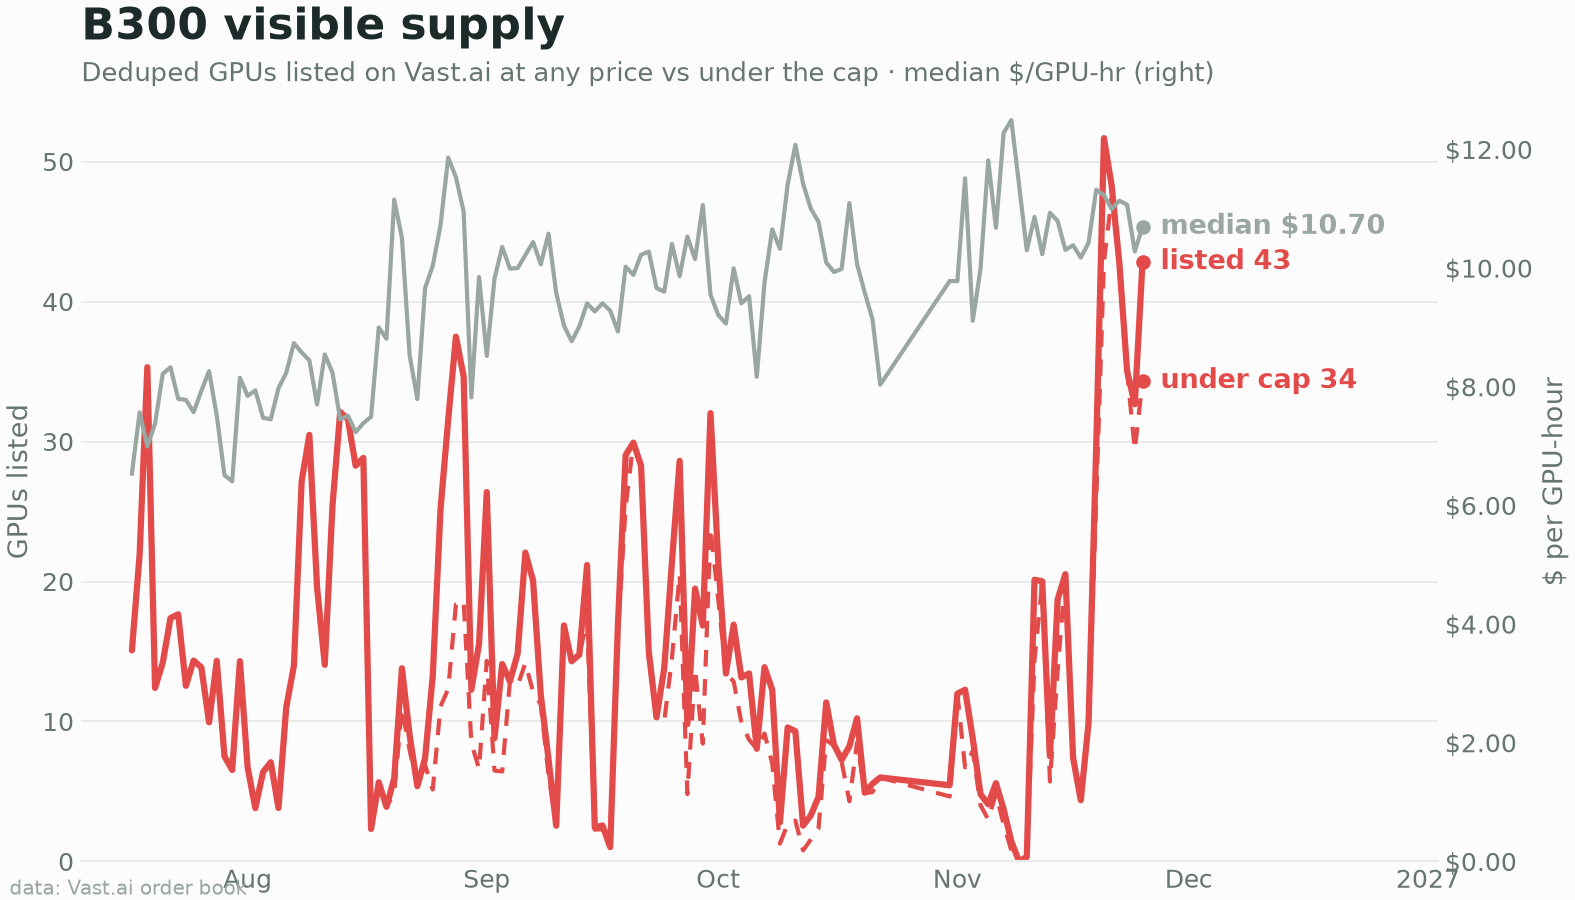 B300 visible supply
Deduped GPUs listed on Vast.ai at any price vs under the cap · median $/GPU-hr (right)
50
40
30
20
10
0
GPUs listed
$12.00
$10.00
$8.00
$6.00
$4.00
$2.00
$0.00
$ per GPU-hour
median $10.70
listed 43
under cap 34
Aug
Sep
Oct
Nov
Dec
2027
data: Vast.ai order book